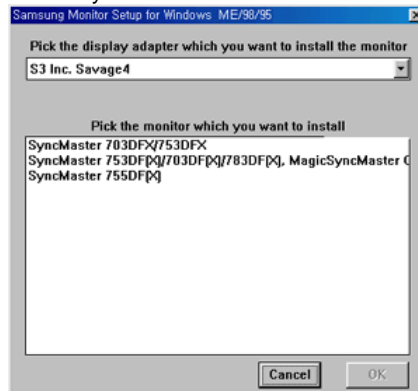 Samsung Monitor Setup for Windows ME/98/95
Pick the display adapter which you want to install the monitor
S3 Inc. Savage4
Pick the monitor which you want to install
SyncMaster 703DFX/753DFX
SyncMaster 753DF(X)/703DF(X)/783DF(X), MagicSyncMaster
SyncMaster 755DF(X)
Cancel
OK